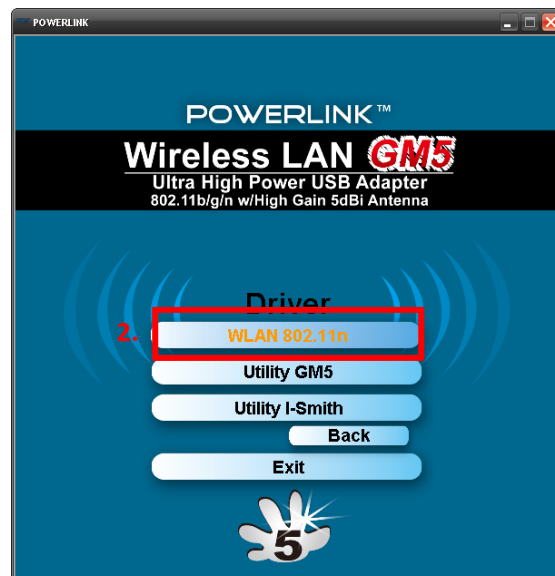 POWERLINK
POWERLINK™
Wireless LAN GM5
Ultra High Power USB Adapter
802.11b/g/n w/High Gain 5dBi Antenna
Driver
2. WLAN 802.11n
Utility GM5
Utility I-Smith
Back
Exit
5